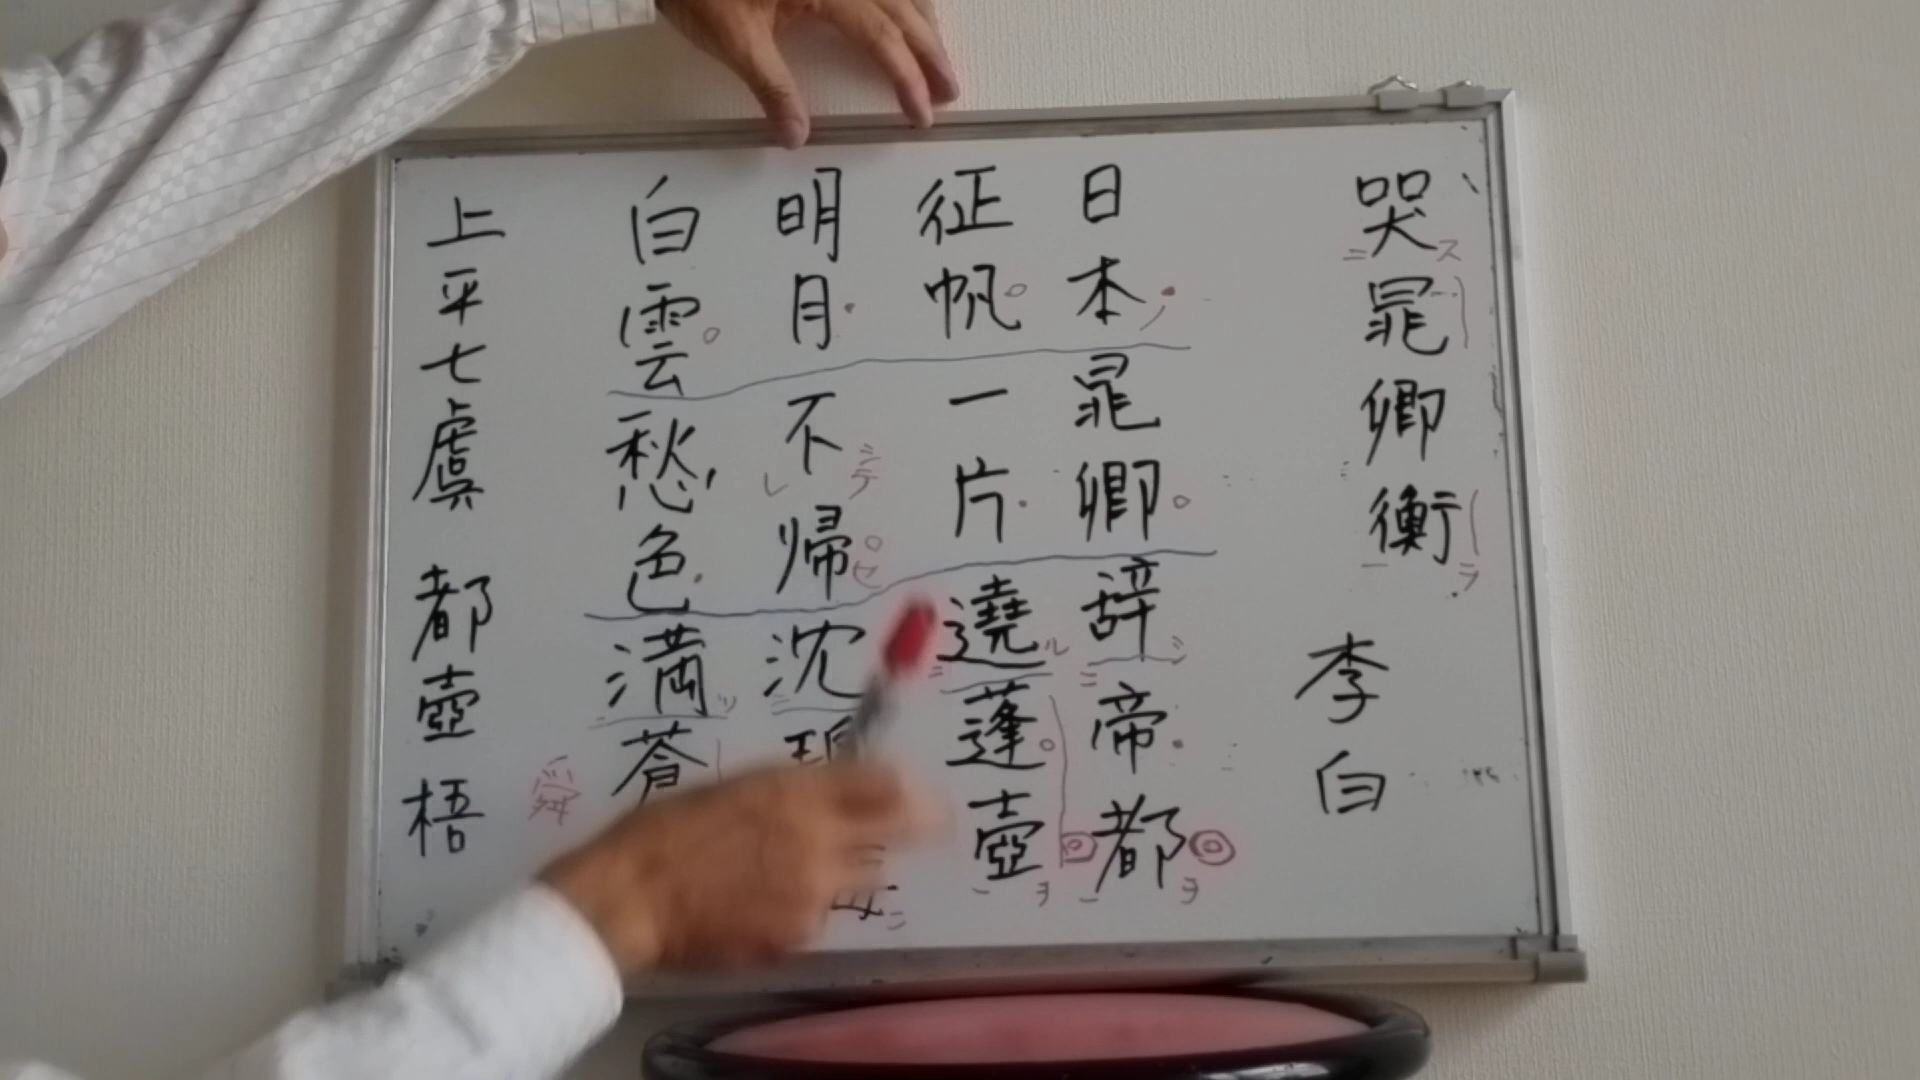 哭晁卿衡 李白
日本晁卿辞帝都
征帆一片遶蓬壺
明月不帰沈
白雲愁色満蒼
上平七虞 都壺梧
舜